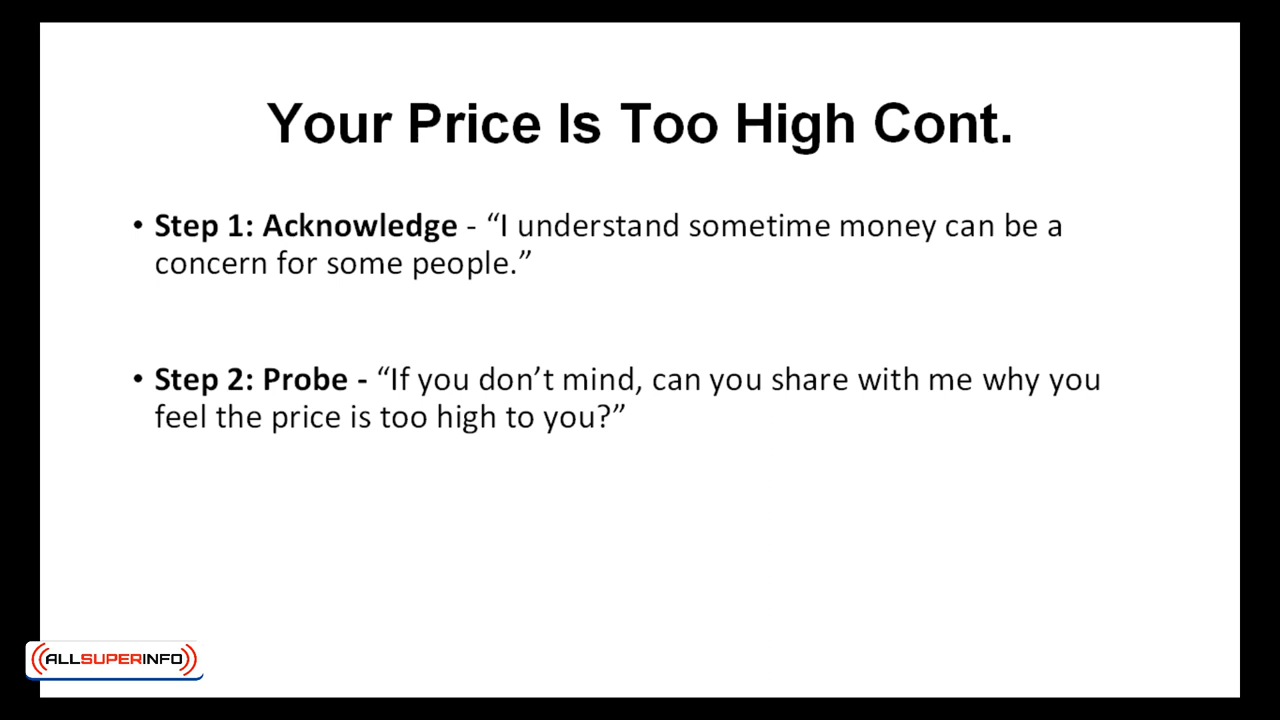 Your Price Is Too High Cont.
• Step 1: Acknowledge - “I understand sometime money can be a
concern for some people.”
• Step 2: Probe - “If you don’t mind, can you share with me why you
feel the price is too high to you?”
ALLSUPERINFO